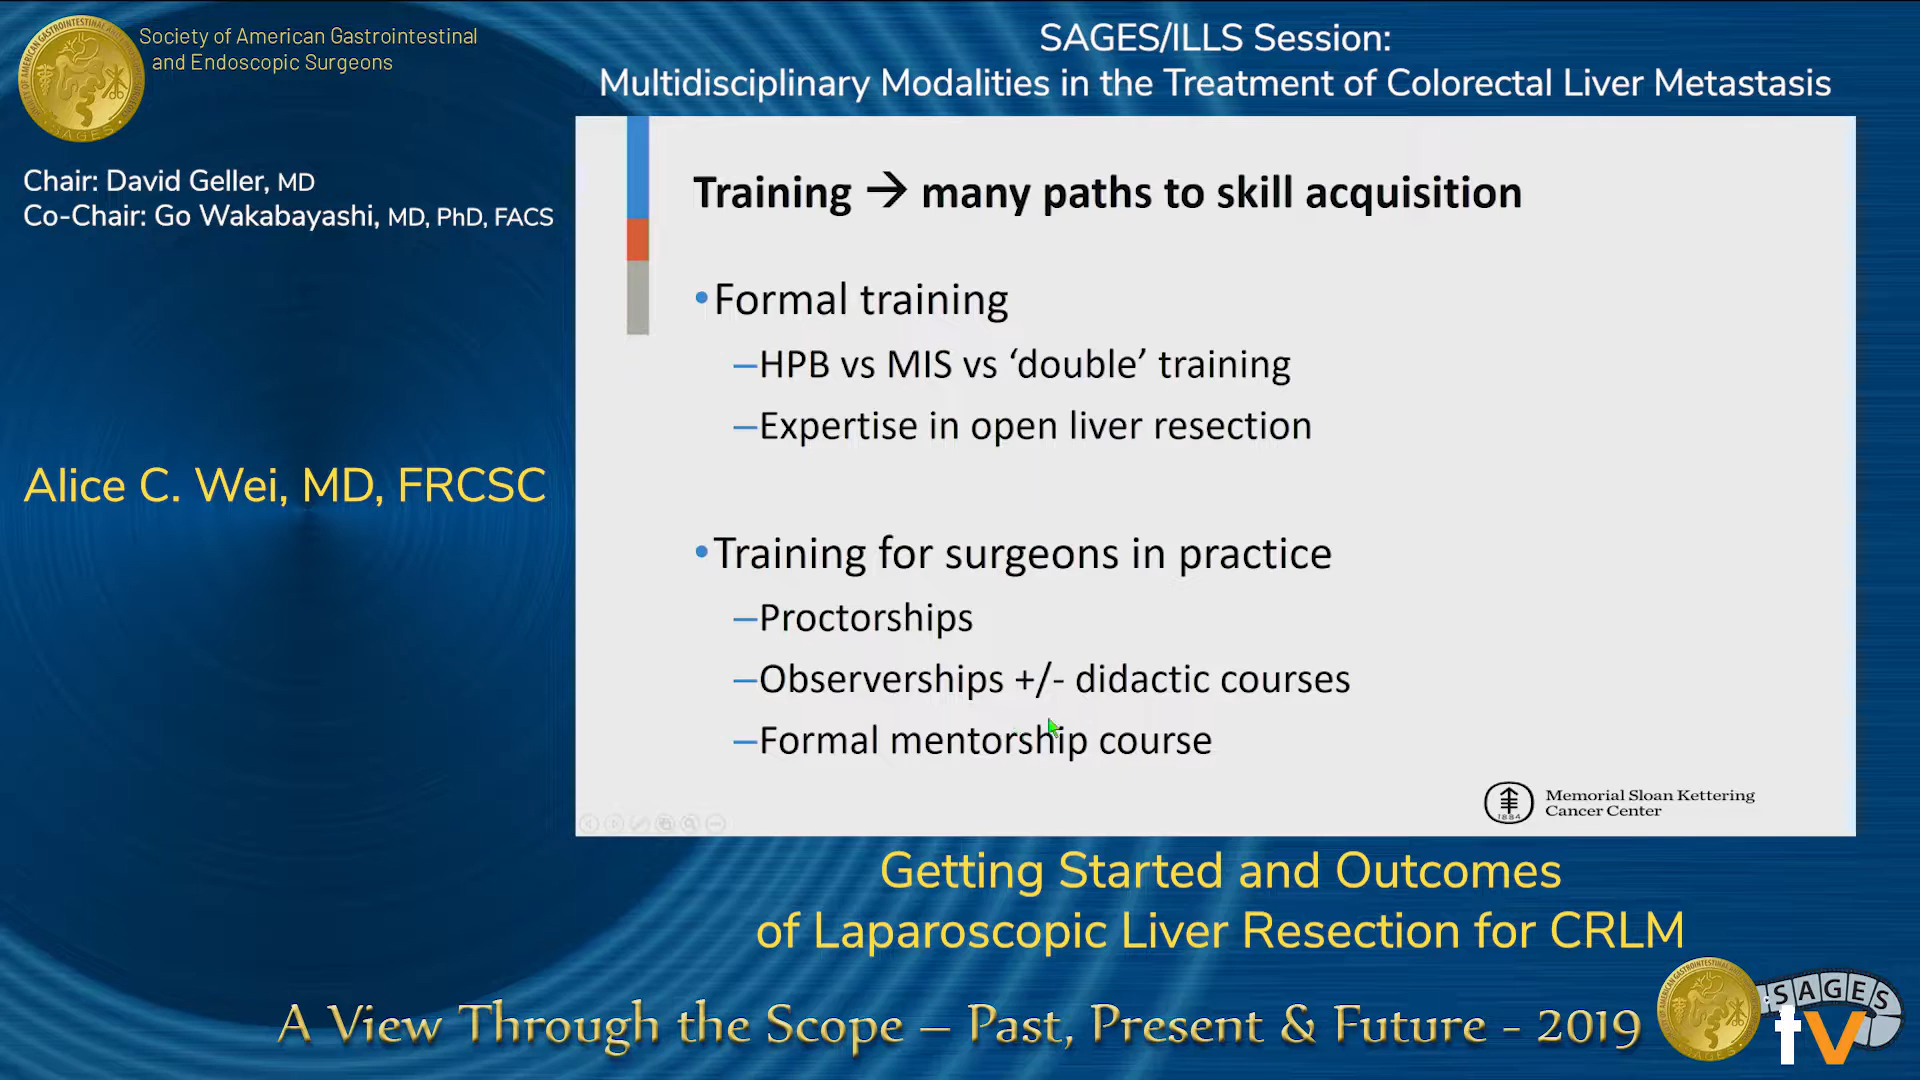 Society of American Gastrointestinal
and Endoscopic Surgeons
SAGES/ILLS Session:
Multidisciplinary Modalities in the Treatment of Colorectal Liver Metastasis
Chair: David Geller, MD
Co-Chair: Go Wakabayashi, MD, PhD, FACS
Alice C. Wei, MD, FRCSC
Training → many paths to skill acquisition
•Formal training
–HPB vs MIS vs ‘double’ training
–Expertise in open liver resection
•Training for surgeons in practice
–Proctorships
–Observerships +/- didactic courses
–Formal mentorship course
1884
Memorial Sloan Kettering
Cancer Center
Getting Started and Outcomes
of Laparoscopic Liver Resection for CRLM
A View Through the Scope – Past, Present & Future - 2019
SAGES
tv